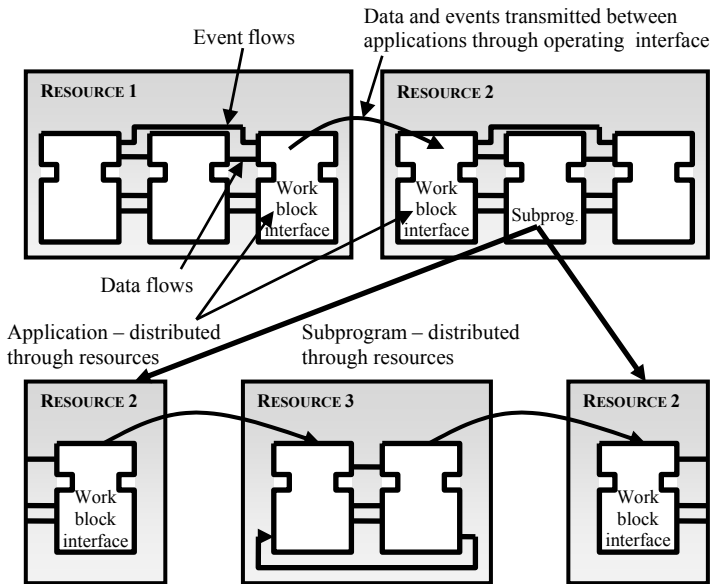 Event flows
Data and events transmitted between
applications through operating interface
RESOURCE 1
RESOURCE 2
Work
block
interface
Work
block
interface
Subprog.
Data flows
Application – distributed
through resources
Subprogram – distributed
through resources
RESOURCE 2
RESOURCE 3
RESOURCE 2
Work
block
interface
Work
block
interface